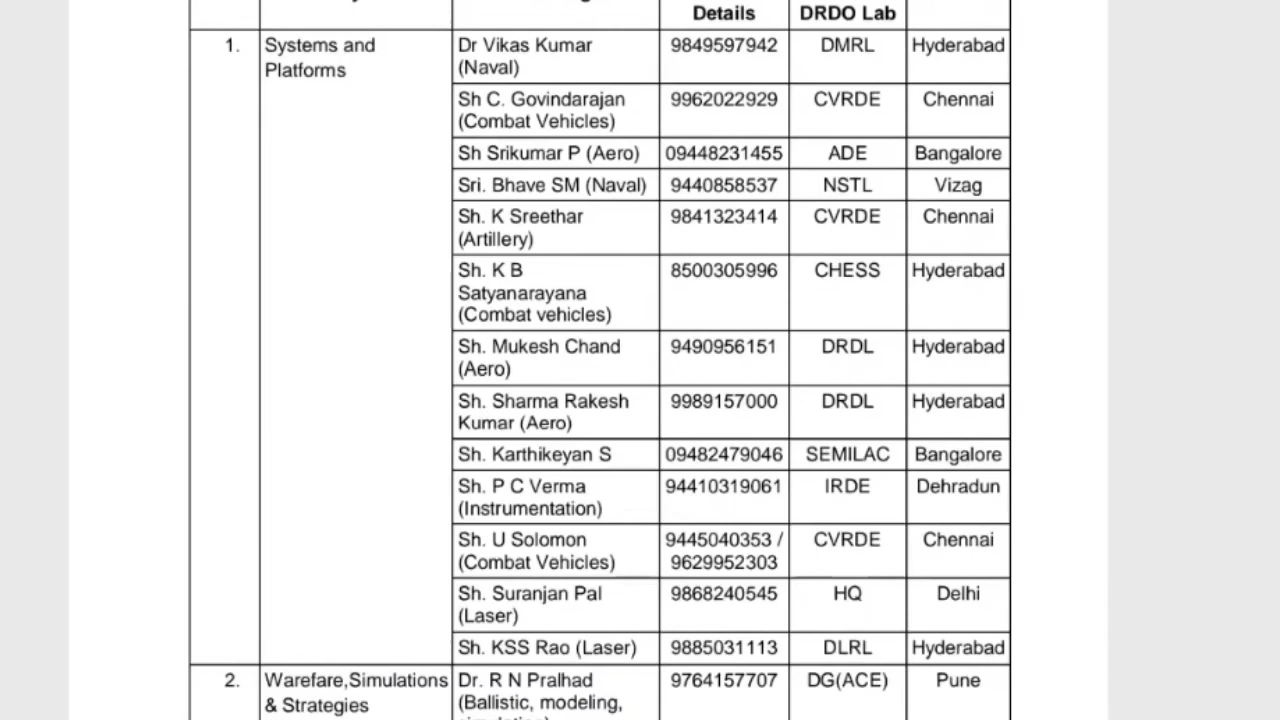 Details DRDO Lab
1. Systems and Dr Vikas Kumar 9849597942 DMRL Hyderabad
Platforms (Naval)
Sh C. Govindarajan 9962022929 CVRDE Chennai
(Combat Vehicles)
Sh Srikumar P (Aero) 09448231455 ADE Bangalore
Sri. Bhave SM (Naval) 9440858537 NSTL Vizag
Sh. K Sreethar 9841323414 CVRDE Chennai
(Artillery)
Sh. K B 8500305996 CHESS Hyderabad
Satyanarayana
(Combat vehicles)
Sh. Mukesh Chand 9490956151 DRDL Hyderabad
(Aero)
Sh. Sharma Rakesh 9989157000 DRDL Hyderabad
Kumar (Aero)
Sh. Karthikeyan S 09482479046 SEMILAC Bangalore
Sh. P C Verma 94410319061 IRDE Dehradun
(Instrumentation)
Sh. U Solomon 9445040353 / CVRDE Chennai
(Combat Vehicles) 9629952303
Sh. Suranjan Pal 9868240545 HQ Delhi
(Laser)
Sh. KSS Rao (Laser) 9885031113 DLRL Hyderabad
2. Warefare,Simulations Dr. R N Pralhad 9764157707 DG(ACE) Pune
& Strategies (Ballistic, modeling,